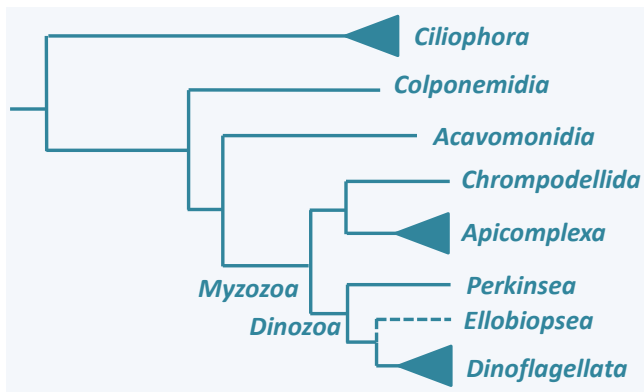 Ciliophora
Colponemidia
Acavomonidia
Chrompodellida
Apicomplexa
Myzozoa
Perkinsea
Dinozoa
Ellobiopsea
Dinoflagellata